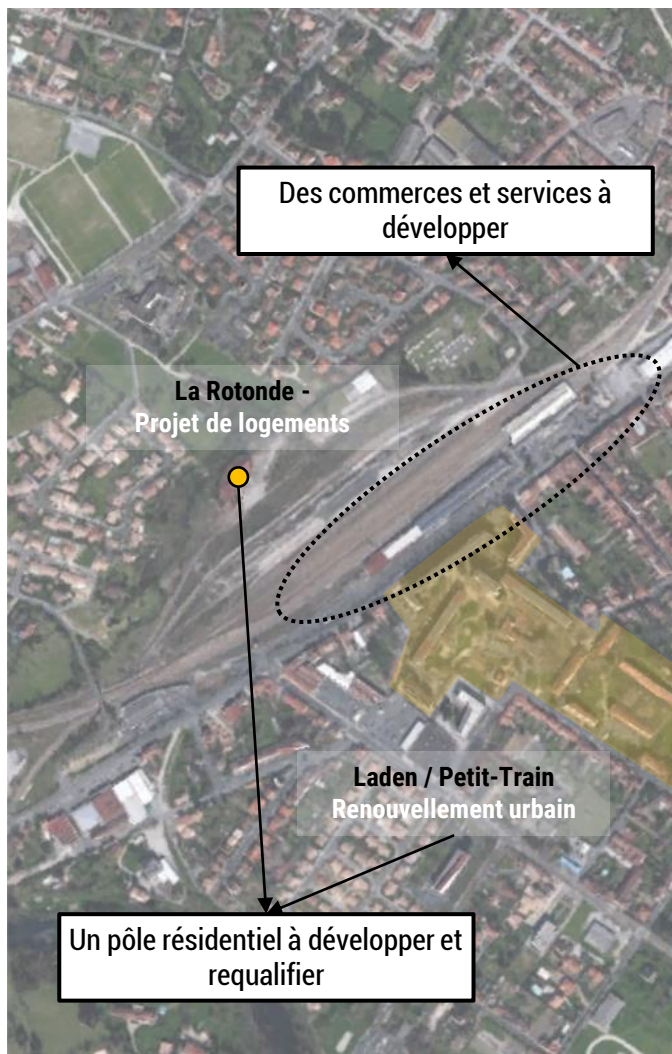 Des commerces et services à
développer
La Rotonde -
Projet de logements
Laden / Petit-Train
Renouvellement urbain
Un pôle résidentiel à développer et
requalifier